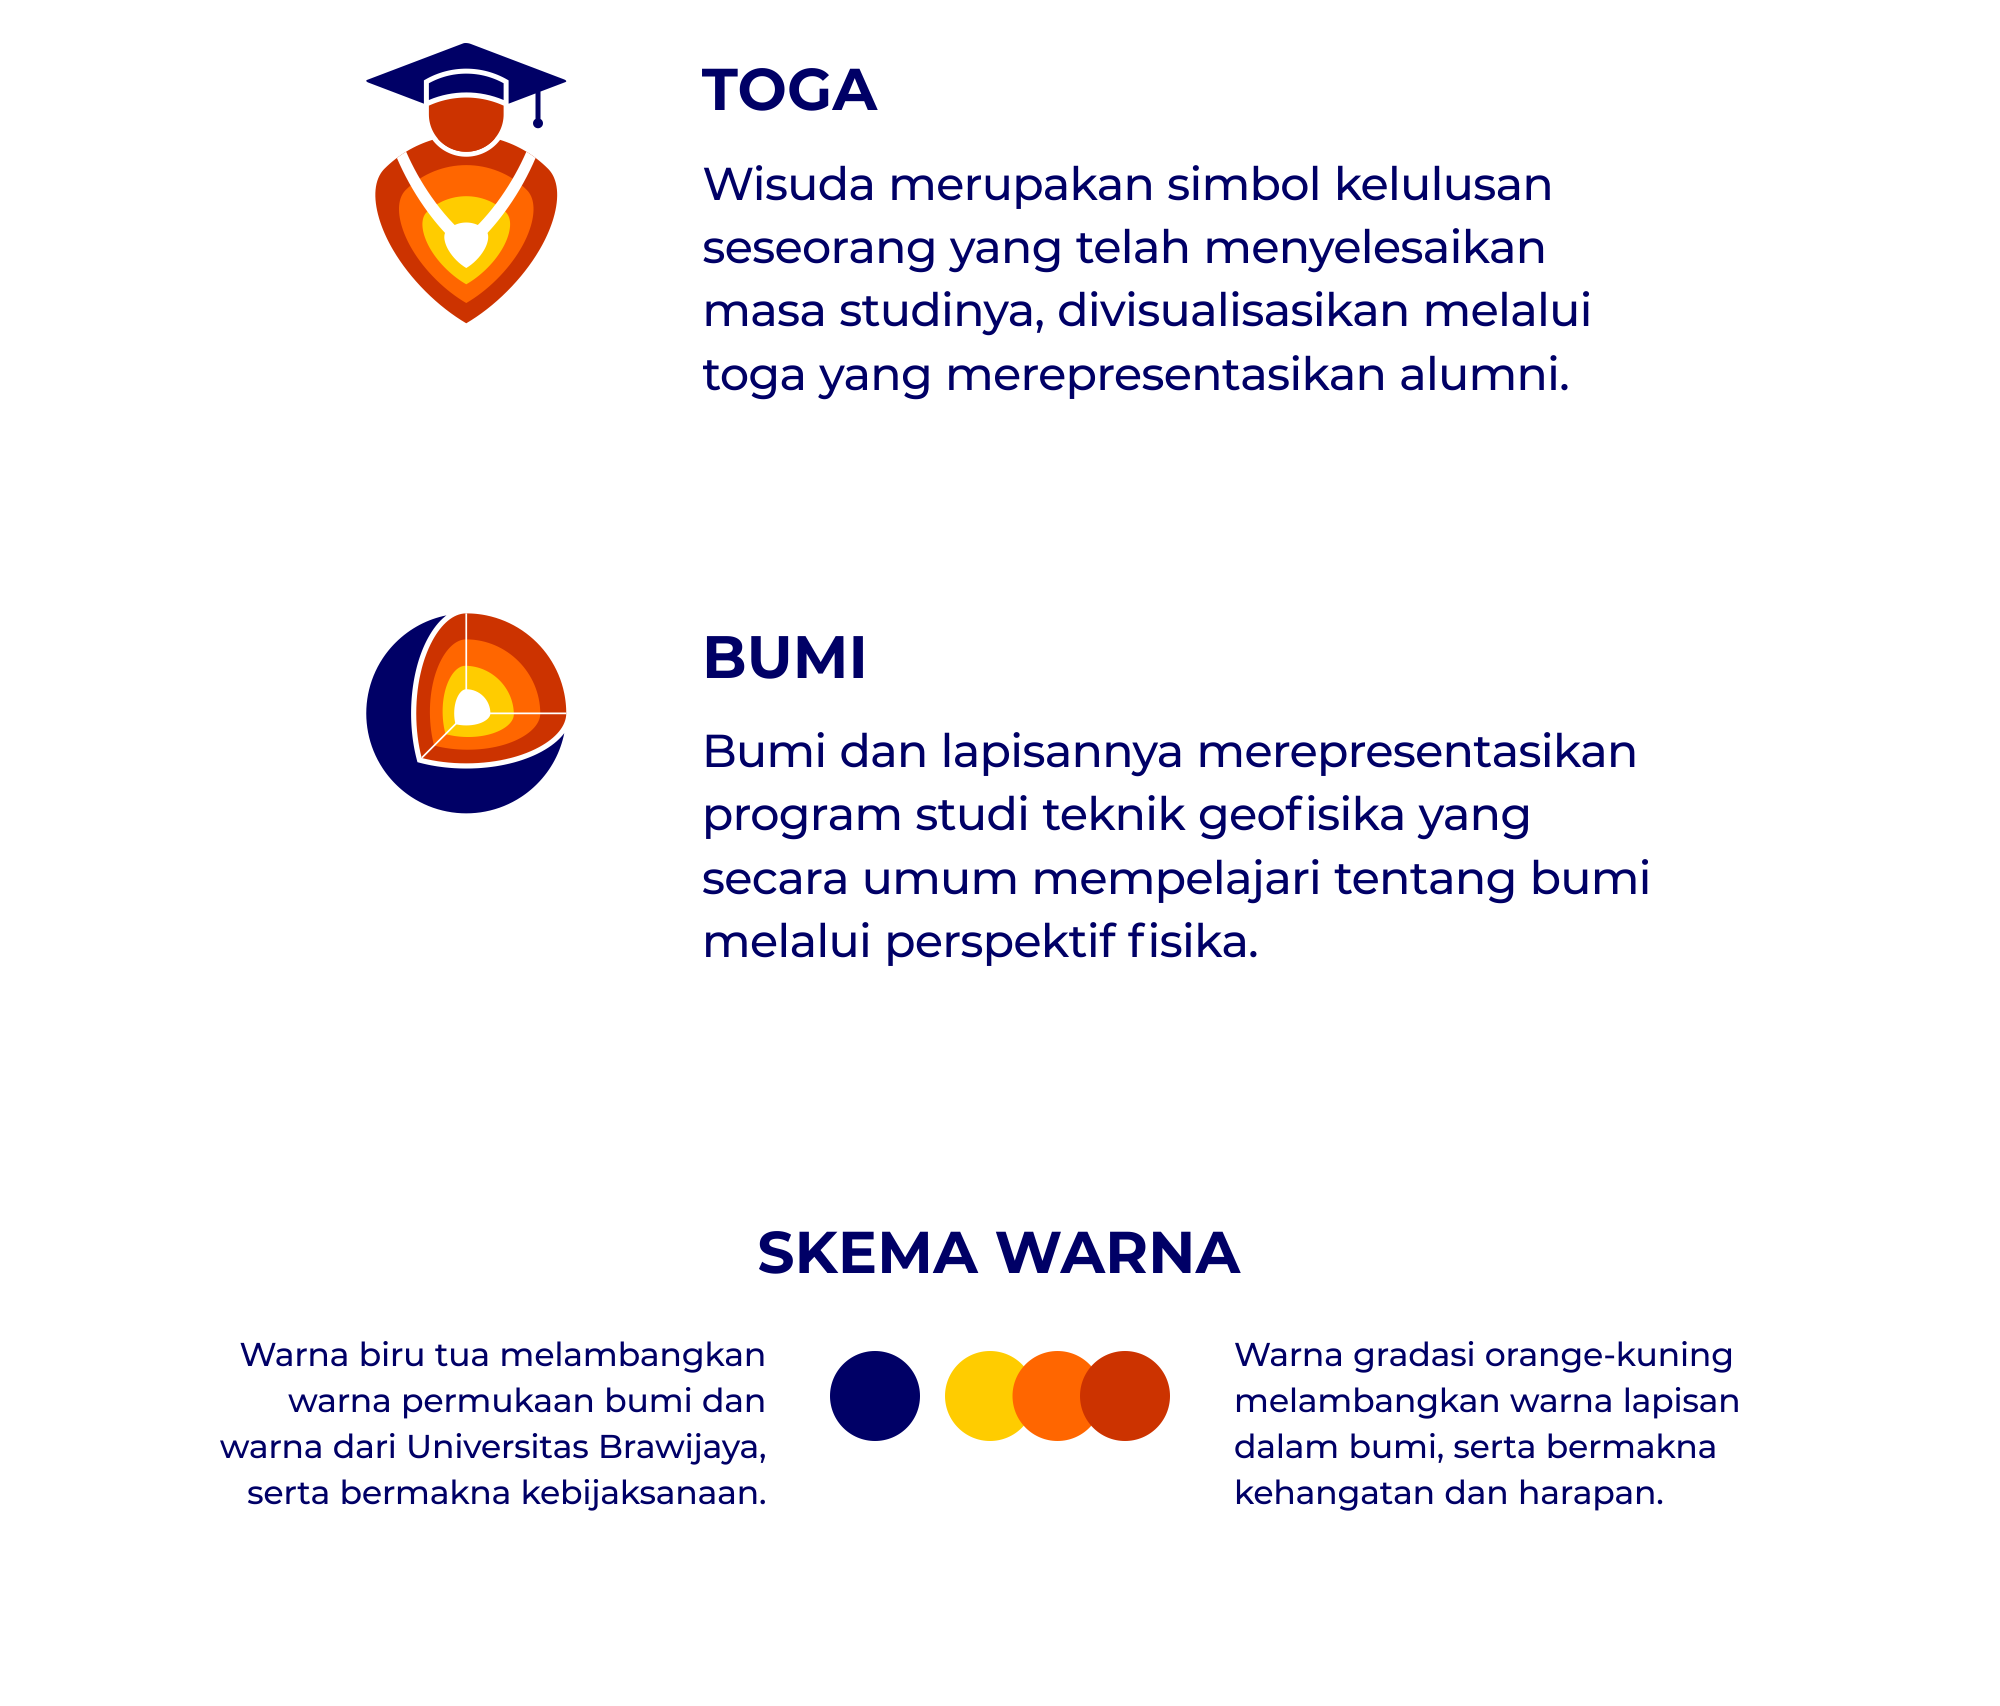 TOGA
Wisuda merupakan simbol kelulusan
seseorang yang telah menyelesaikan
masa studinya, divisualisasikan melalui
toga yang merepresentasikan alumni.
BUMI
Bumi dan lapisannya merepresentasikan
program studi teknik geofisika yang
secara umum mempelajari tentang bumi
melalui perspektif fisika.
SKEMA WARNA
Warna biru tua melambangkan
warna permukaan bumi dan
warna dari Universitas Brawijaya,
serta bermakna kebijaksanaan.
Warna gradasi orange-kuning
melambangkan warna lapisan
dalam bumi, serta bermakna
kehangatan dan harapan.